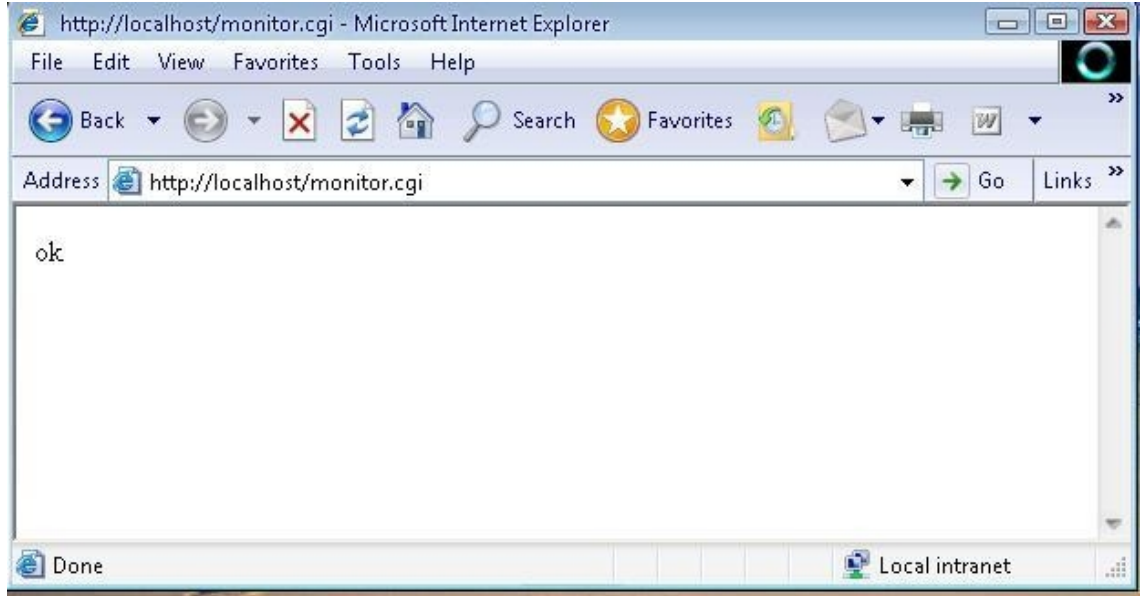 http://localhost/monitor.cgi - Microsoft Internet Explorer
File Edit View Favorites Tools Help
Back Search Favorites W »
Address http://localhost/monitor.cgi Go Links »
ok
Done Local intranet